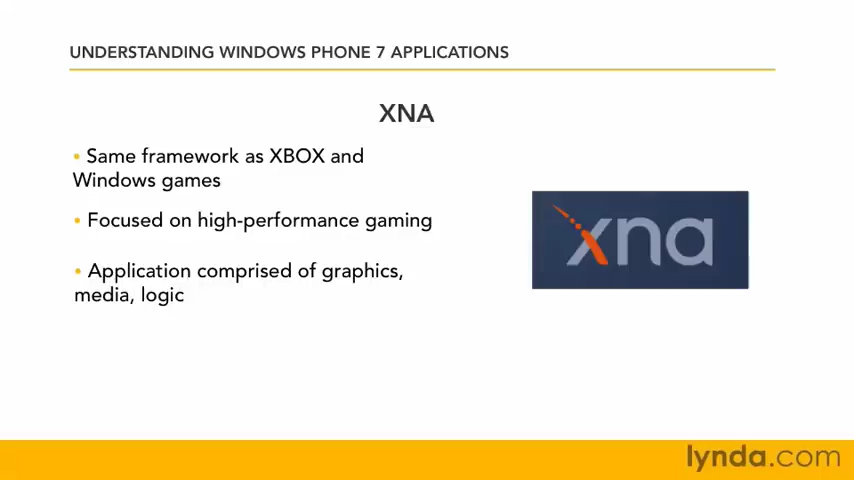 UNDERSTANDING WINDOWS PHONE 7 APPLICATIONS
XNA
• Same framework as XBOX and
Windows games
• Focused on high-performance gaming
• Application comprised of graphics,
media, logic
xna
lynda.com